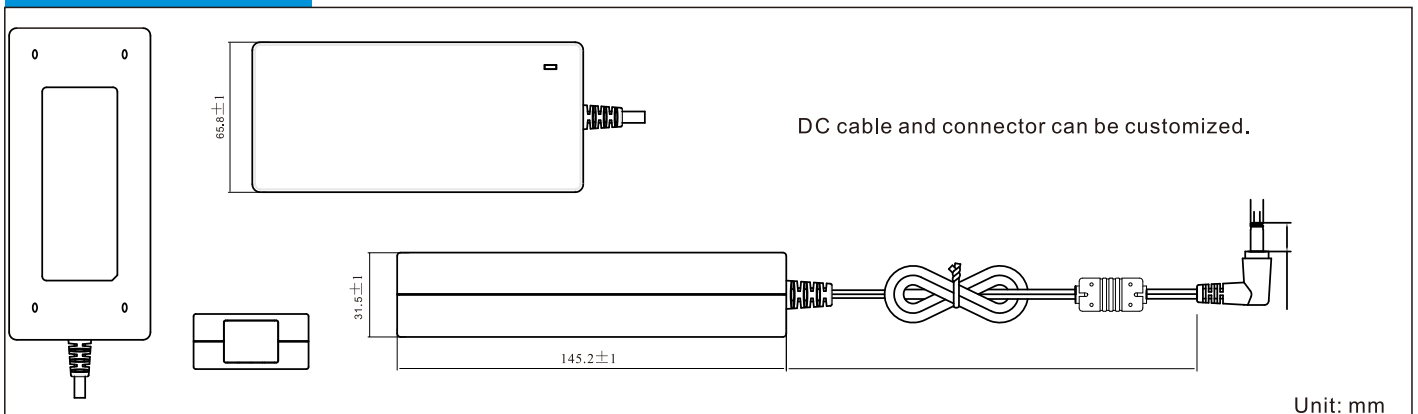 65.8±1
DC cable and connector can be customized.
31.5±1
145.2±1
Unit: mm